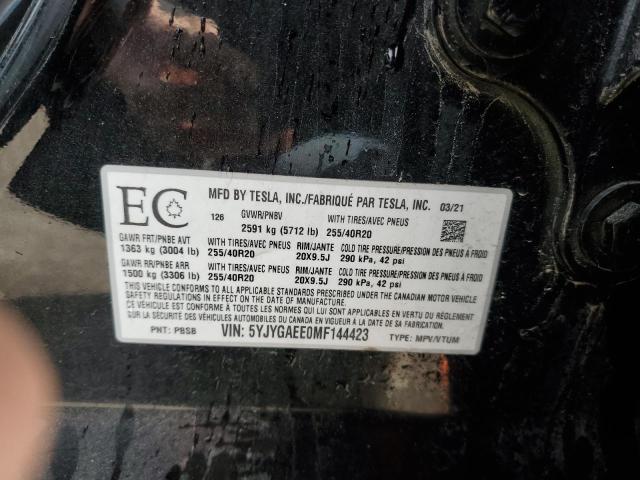 EC MFD BY TESLA, INC./FABRIQUÉ PAR TESLA, INC. 03/21
126 GVWR/PNBV WITH TIRES/AVEC PNEUS
2591 kg (5712 lb) 255/40R20
GAWR FRT/PNBE AVT WITH TIRES/AVEC PNEUS RIM/JANTE COLD TIRE PRESSURE/PRESSION DES PNEUS À FROID
1363 kg (3004 lb) 255/40R20 20X9.5J 290 kPa, 42 psi
GAWR RR/PNBE ARR WITH TIRES/AVEC PNEUS RIM/JANTE COLD TIRE PRESSURE/PRESSION DES PNEUS À FROID
1500 kg (3306 lb) 255/40R20 20X9.5J 290 kPa, 42 psi
THIS VEHICLE CONFORMS TO ALL APPLICABLE STANDARDS PRESCRIBED UNDER THE CANADIAN MOTOR VEHICLE
SAFETY REGULATIONS IN EFFECT ON THE DATE OF MANUFACTURE
CE VÉHICULE EST CONFORME À TOUTES LES NORMES QUI LUI SONT APPLICABLES EN VERTU DU RÈGLEMENT
SUR LA SÉCURITÉ DES VÉHICULES AUTOMOBILES DU CANADA EN VIGUEUR À LA DATE DE SA FABRICATION
PNT: PBSB VIN: 5YJYGAEE0MF144423 TYPE: MPV/VTUM